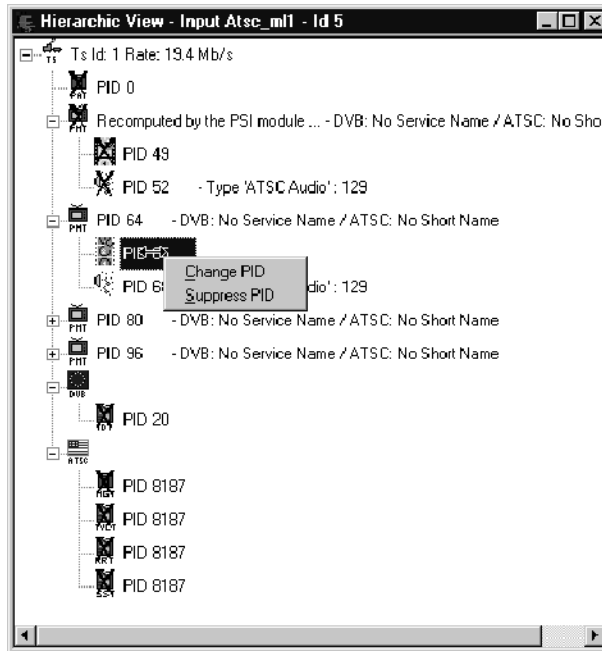 Hierarchic View - Input Atsc_ml1 - Id 5
TS Ts Id: 1 Rate: 19.4 Mb/s
PAT PID 0
PMT Recomputed by the PSI module ... - DVB: No Service Name / ATSC: No Sho
PID 49
PID 52 - Type 'ATSC Audio' : 129
PMT PID 64 - DVB: No Service Name / ATSC: No Short Name
Change PID
PID 68 dio' : 129
Suppress PID
PMT PID 80 - DVB: No Service Name / ATSC: No Short Name
PMT PID 96 - DVB: No Service Name / ATSC: No Short Name
DVB
TDT PID 20
ATSC
MGT PID 8187
TVCT PID 8187
RRT PID 8187
PID 8187